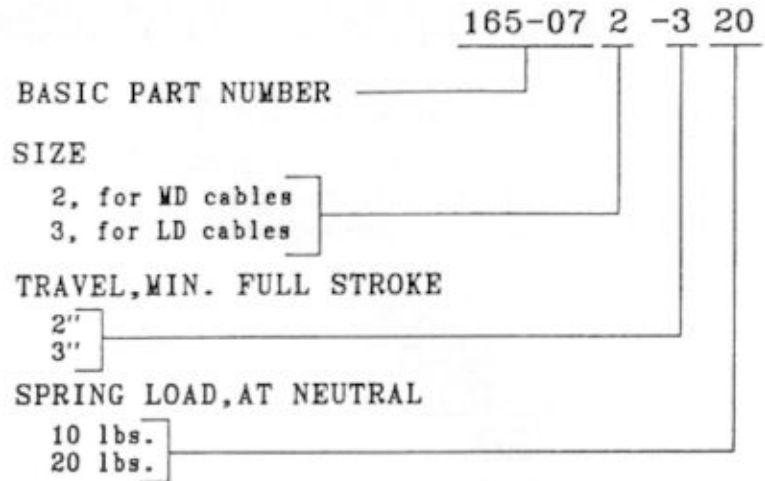 165-07 2 -3 20
BASIC PART NUMBER
SIZE
2, for MD cables
3, for LD cables
TRAVEL,MIN. FULL STROKE
2"
3"
SPRING LOAD,AT NEUTRAL
10 lbs.
20 lbs.